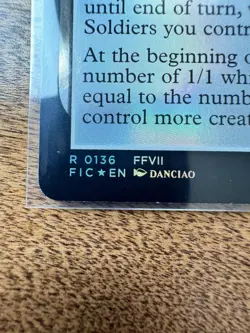 until end of turn,
Soldiers you contr
At the beginning o
number of 1/1 whi
equal to the numb
control more creat
R 0136 FFVII
FIC★EN DANCIAO